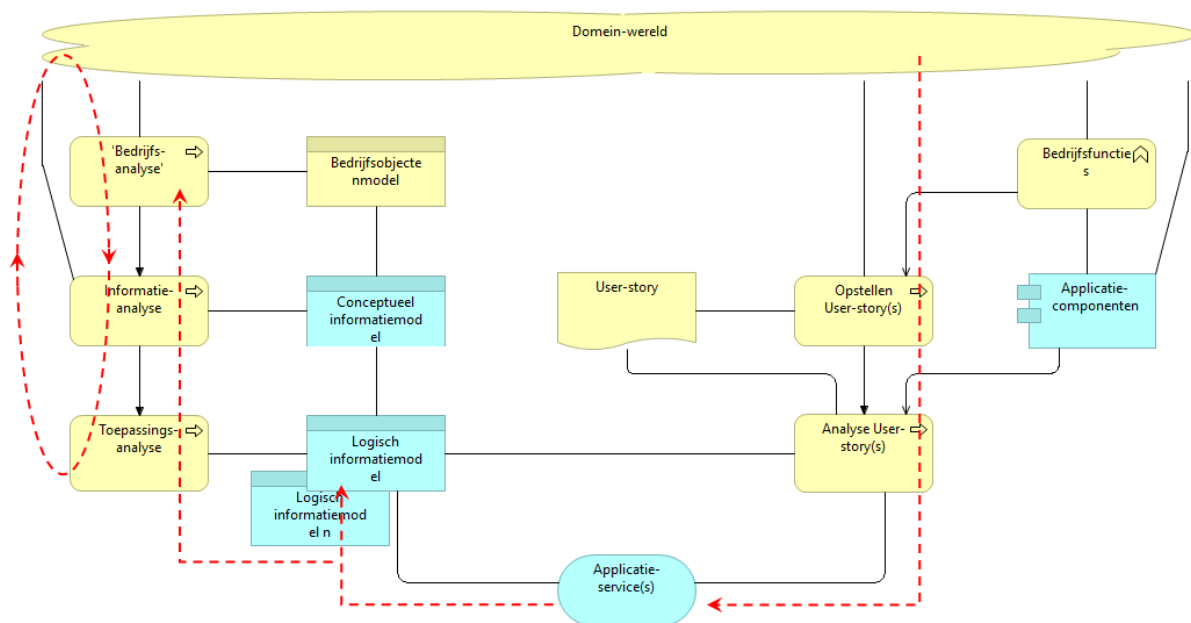 Domein-wereld
'Bedrijfs-
analyse'
Bedrijfsobjecte
nmodel
Bedrijfsfunctie
s
Informatie-
analyse
Conceptueel
informatiemod
el
User-story
Opstellen
User-story(s)
Applicatie-
componenten
Toepassings-
analyse
Logisch
informatiemod
el
Analyse User-
story(s)
Logisch
informatiemod
el n
Applicatie-
service(s)